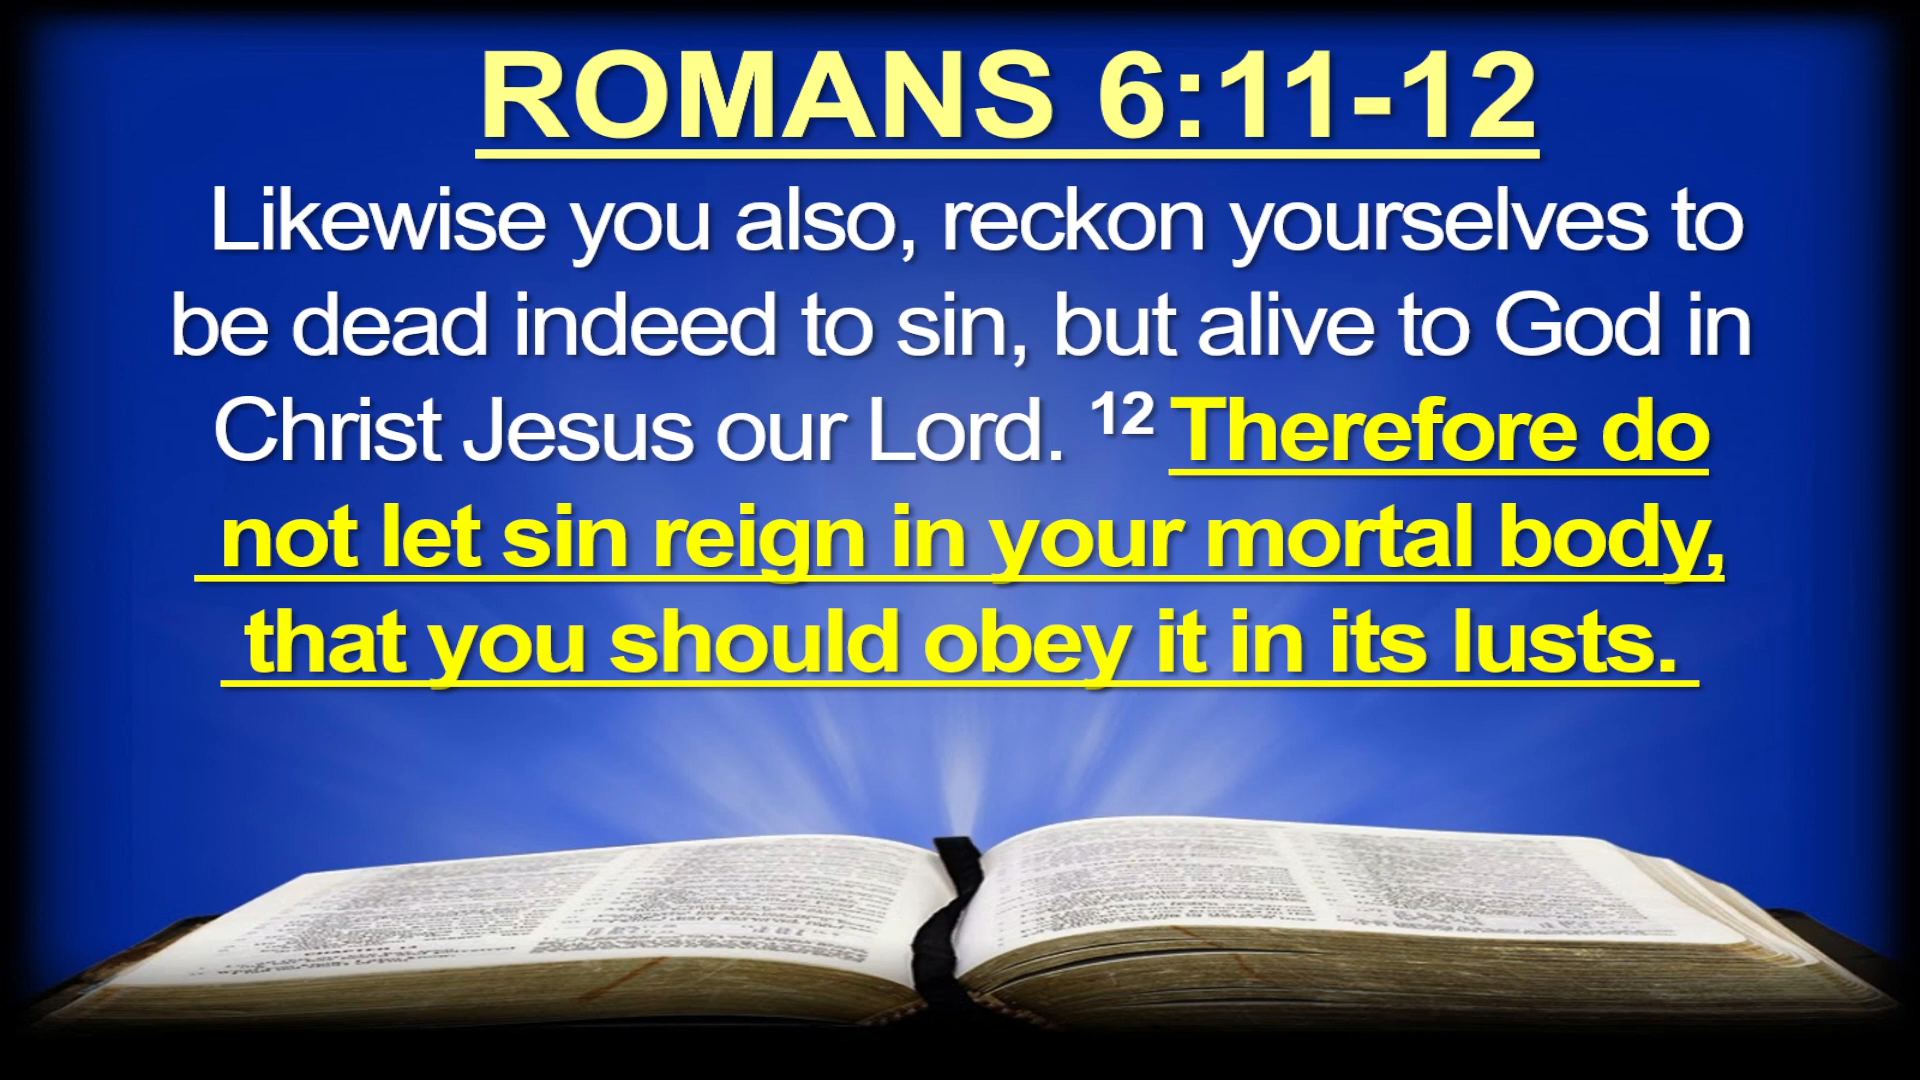 ROMANS 6:11-12
Likewise you also, reckon yourselves to
be dead indeed to sin, but alive to God in
Christ Jesus our Lord. 12 Therefore do
not let sin reign in your mortal body,
that you should obey it in its lusts.